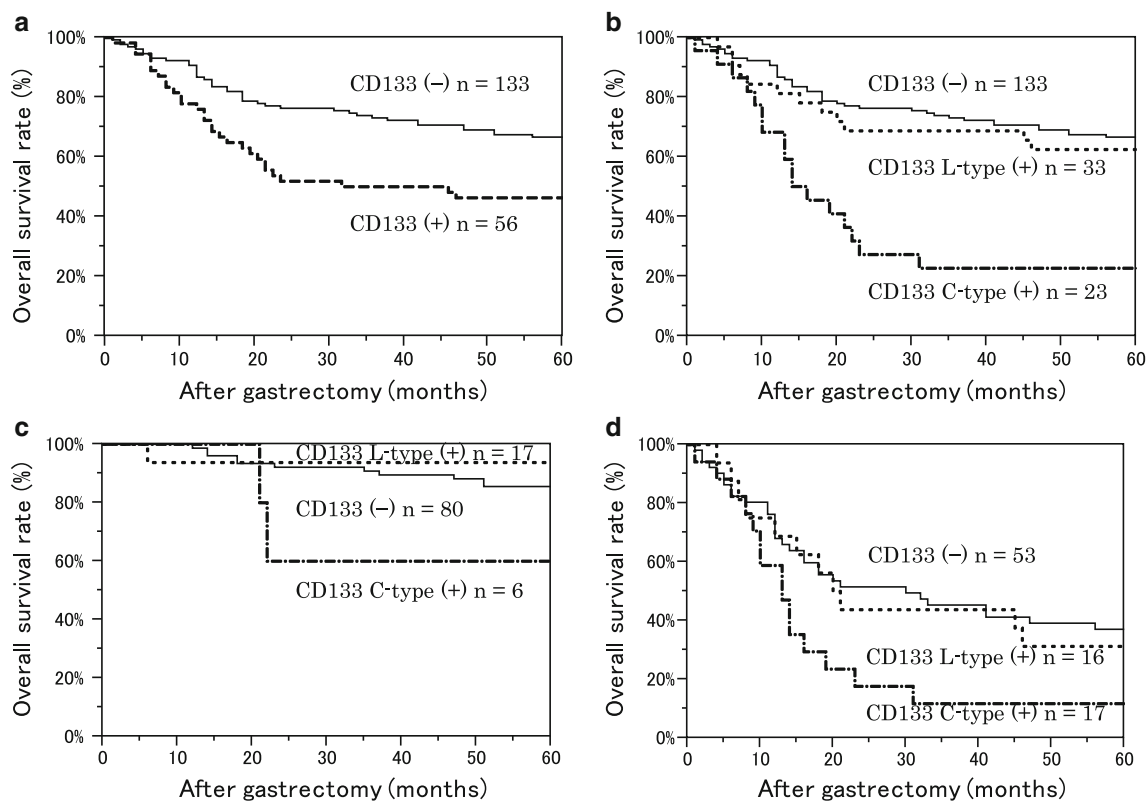 a
100%
80%
60%
40%
20%
0%
Overall survival rate (%)
CD133 (−) n = 133
CD133 (+) n = 56
0 10 20 30 40 50 60
After gastrectomy (months)
b
100%
80%
60%
40%
20%
0%
Overall survival rate (%)
CD133 (−) n = 133
CD133 L-type (+) n = 33
CD133 C-type (+) n = 23
0 10 20 30 40 50 60
After gastrectomy (months)
c
100%
80%
60%
40%
20%
0%
Overall survival rate (%)
CD133 L-type (+) n = 17
CD133 (−) n = 80
CD133 C-type (+) n = 6
0 10 20 30 40 50 60
After gastrectomy (months)
d
100%
80%
60%
40%
20%
0%
Overall survival rate (%)
CD133 (−) n = 53
CD133 L-type (+) n = 16
CD133 C-type (+) n = 17
0 10 20 30 40 50 60
After gastrectomy (months)